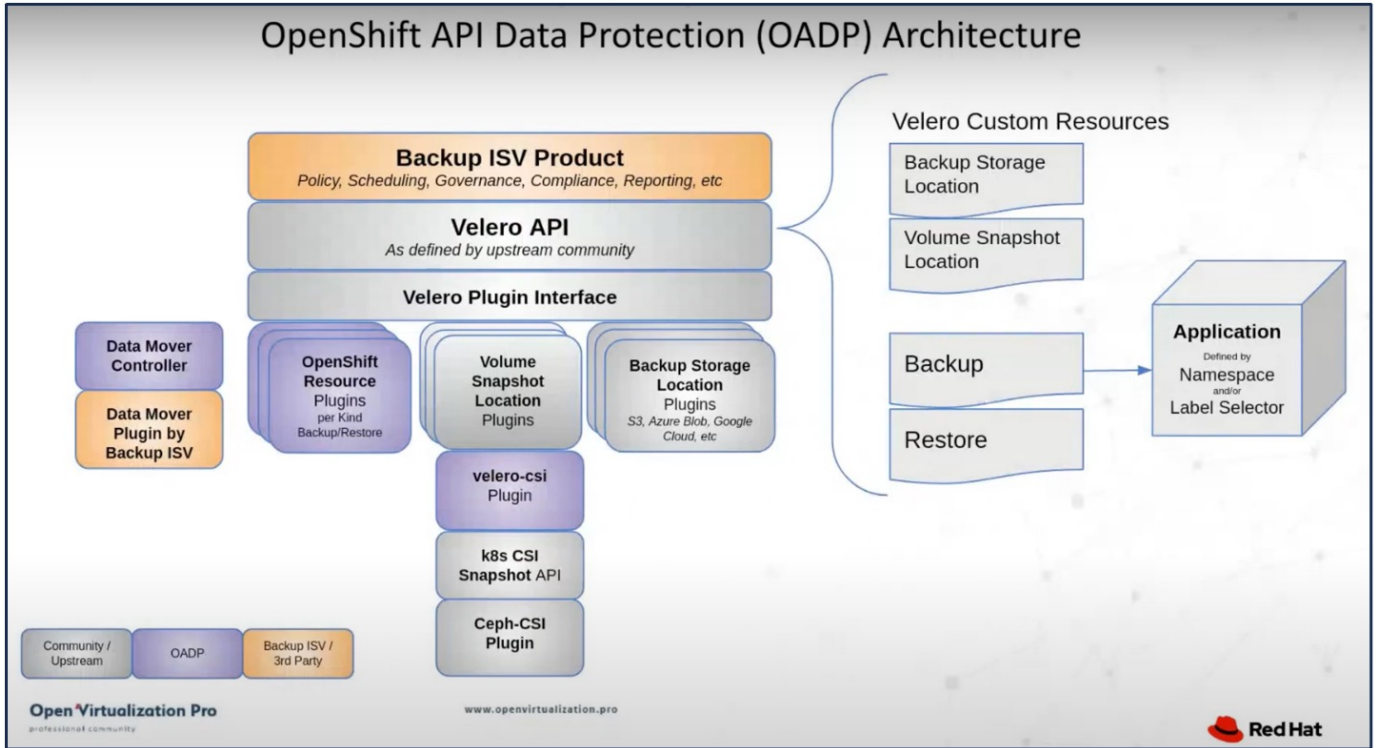 OpenShift API Data Protection (OADP) Architecture
Backup ISV Product
Policy, Scheduling, Governance, Compliance, Reporting, etc
Velero API
As defined by upstream community
Velero Plugin Interface
Data Mover
Controller
Data Mover
Plugin by
Backup ISV
OpenShift
Resource
Plugins
per Kind
Backup/Restore
Volume
Snapshot
Location
Plugins
Backup Storage
Location
Plugins
S3, Azure Blob, Google
Cloud, etc
velero-csi
Plugin
k8s CSI
Snapshot API
Ceph-CSI
Plugin
Velero Custom Resources
Backup Storage
Location
Volume Snapshot
Location
Backup
Restore
Application
Defined by
Namespace
and/or
Label Selector
Community /
Upstream
OADP
Backup ISV /
3rd Party
Open Virtualization Pro
professional community
www.openvirtualization.pro
Red Hat